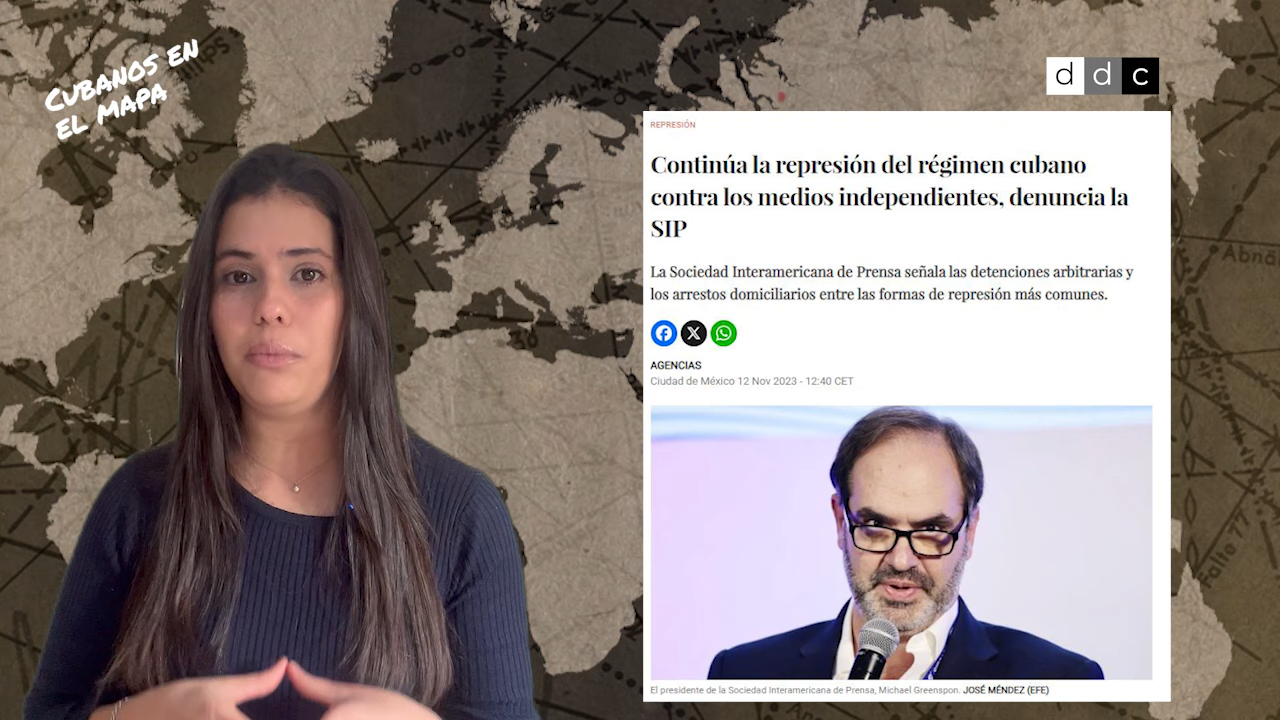 CUBANOS EN
EL MAPA
ddc
REPRESIÓN
Continúa la represión del régimen cubano
contra los medios independientes, denuncia la
SIP
La Sociedad Interamericana de Prensa señala las detenciones arbitrarias y
los arrestos domiciliarios entre las formas de represión más comunes.
AGENCIAS
Ciudad de México 12 Nov 2023 - 12:40 CET
El presidente de la Sociedad Interamericana de Prensa, Michael Greenspon. JOSÉ MÉNDEZ (EFE)